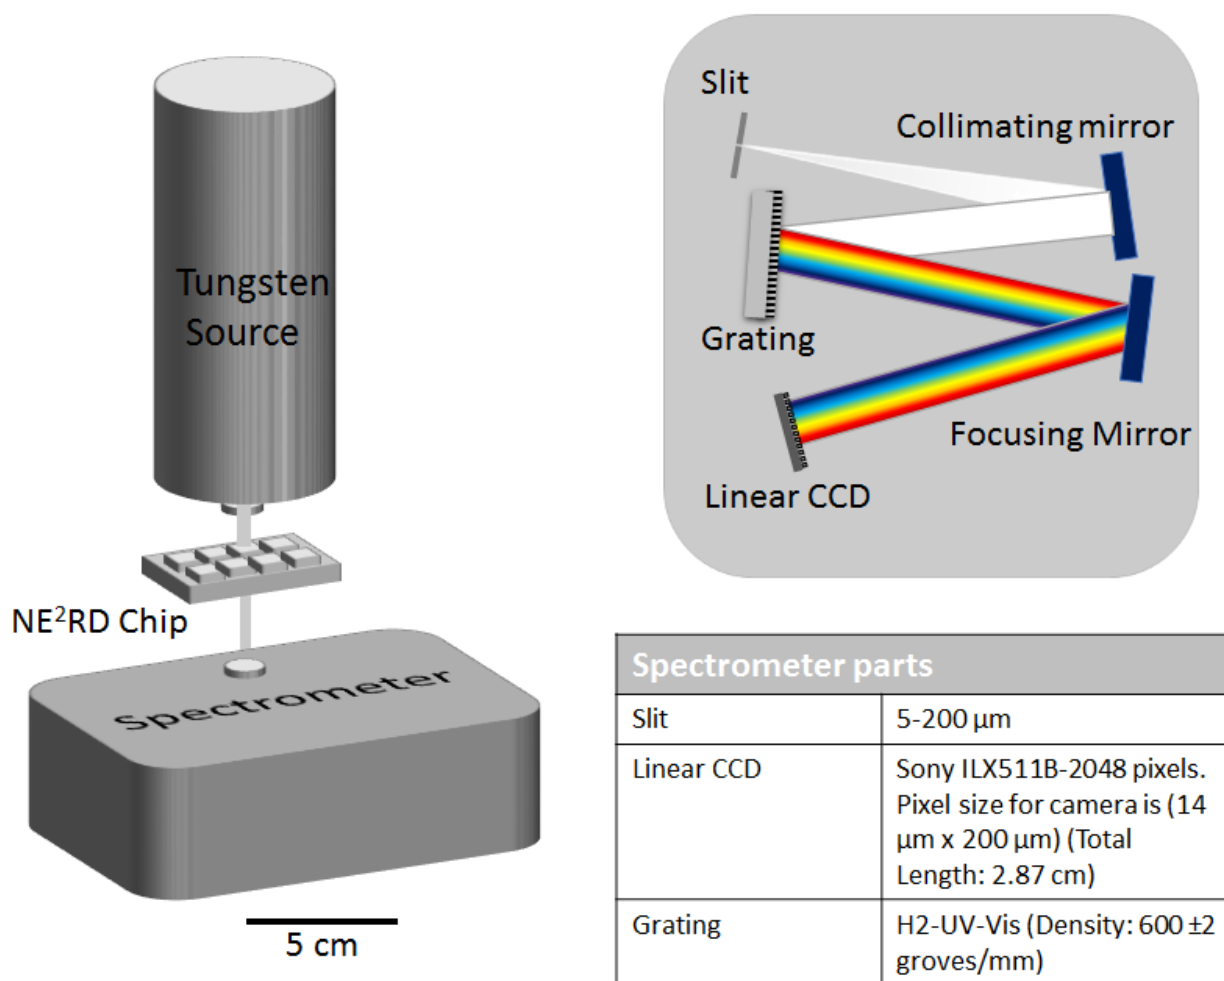 Tungsten
Source
NE²RD Chip
Spectrometer
5 cm
Slit
Collimating mirror
Grating
Focusing Mirror
Linear CCD
Spectrometer parts
Slit
5-200 µm
Linear CCD
Sony ILX511B-2048 pixels.
Pixel size for camera is (14
µm x 200 µm) (Total
Length: 2.87 cm)
Grating
H2-UV-Vis (Density: 600 ±2
groves/mm)